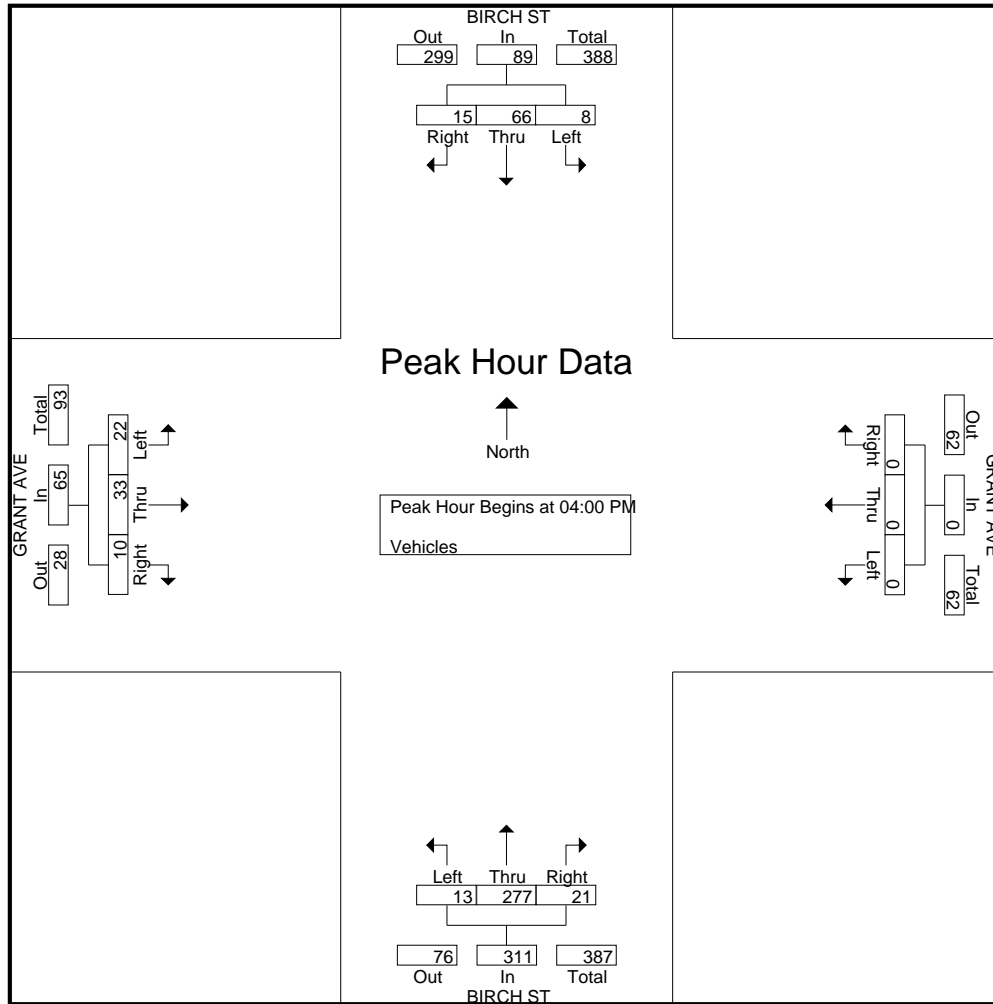 BIRCH ST
Out In Total
299 89 388
15 66 8
Right Thru Left
Peak Hour Data
North
Peak Hour Begins at 04:00 PM
Vehicles
GRANT AVE
Out In Total
28 65 93
10 33 22
Right Thru Left
GRANT AVE
Out In Total
62 0 62
0 0 0
Right Thru Left
Left Thru Right
13 277 21
76 311 387
Out In Total
BIRCH ST